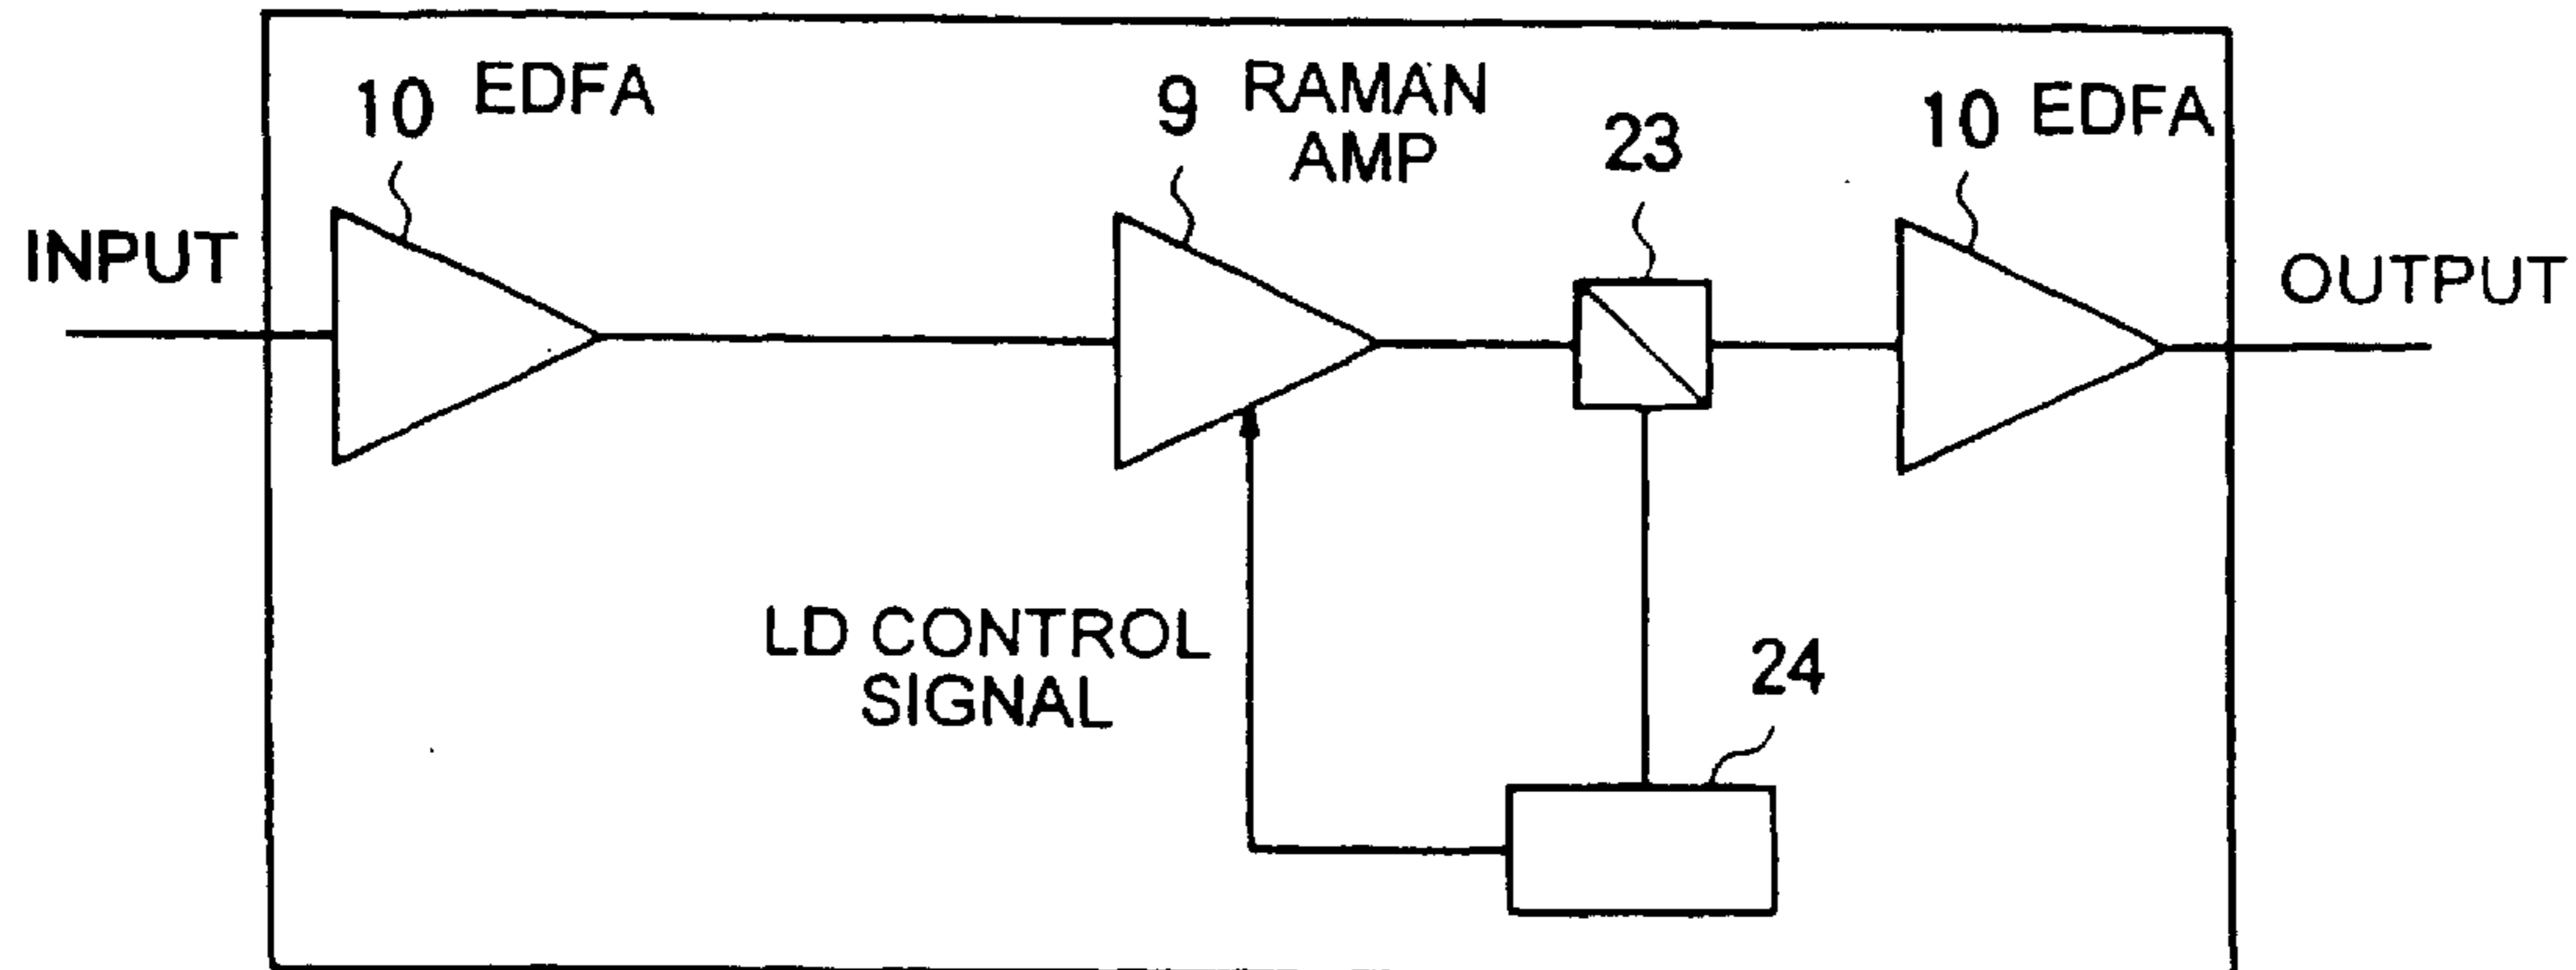 10 EDFA
9 RAMAN
AMP
23
10 EDFA
INPUT
OUTPUT
LD CONTROL
SIGNAL
24